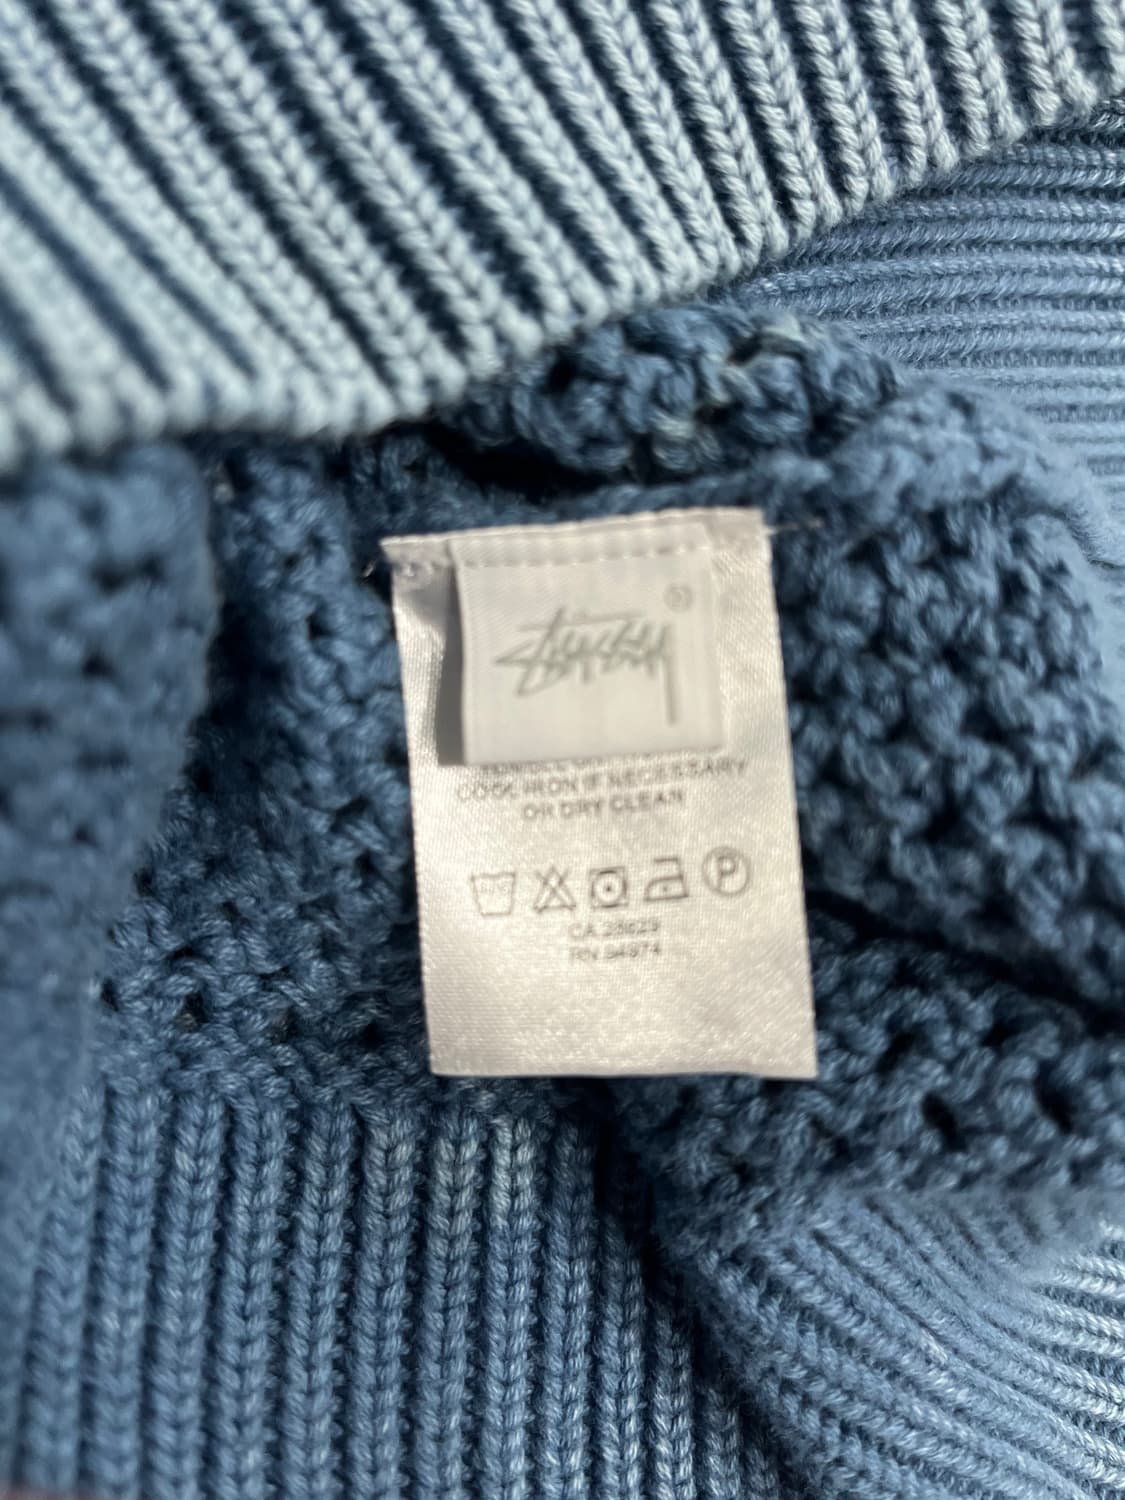 Stüssy ®
COOL IRON IF NECESSARY
OR DRY CLEAN
P
CA 28629
RN 94974